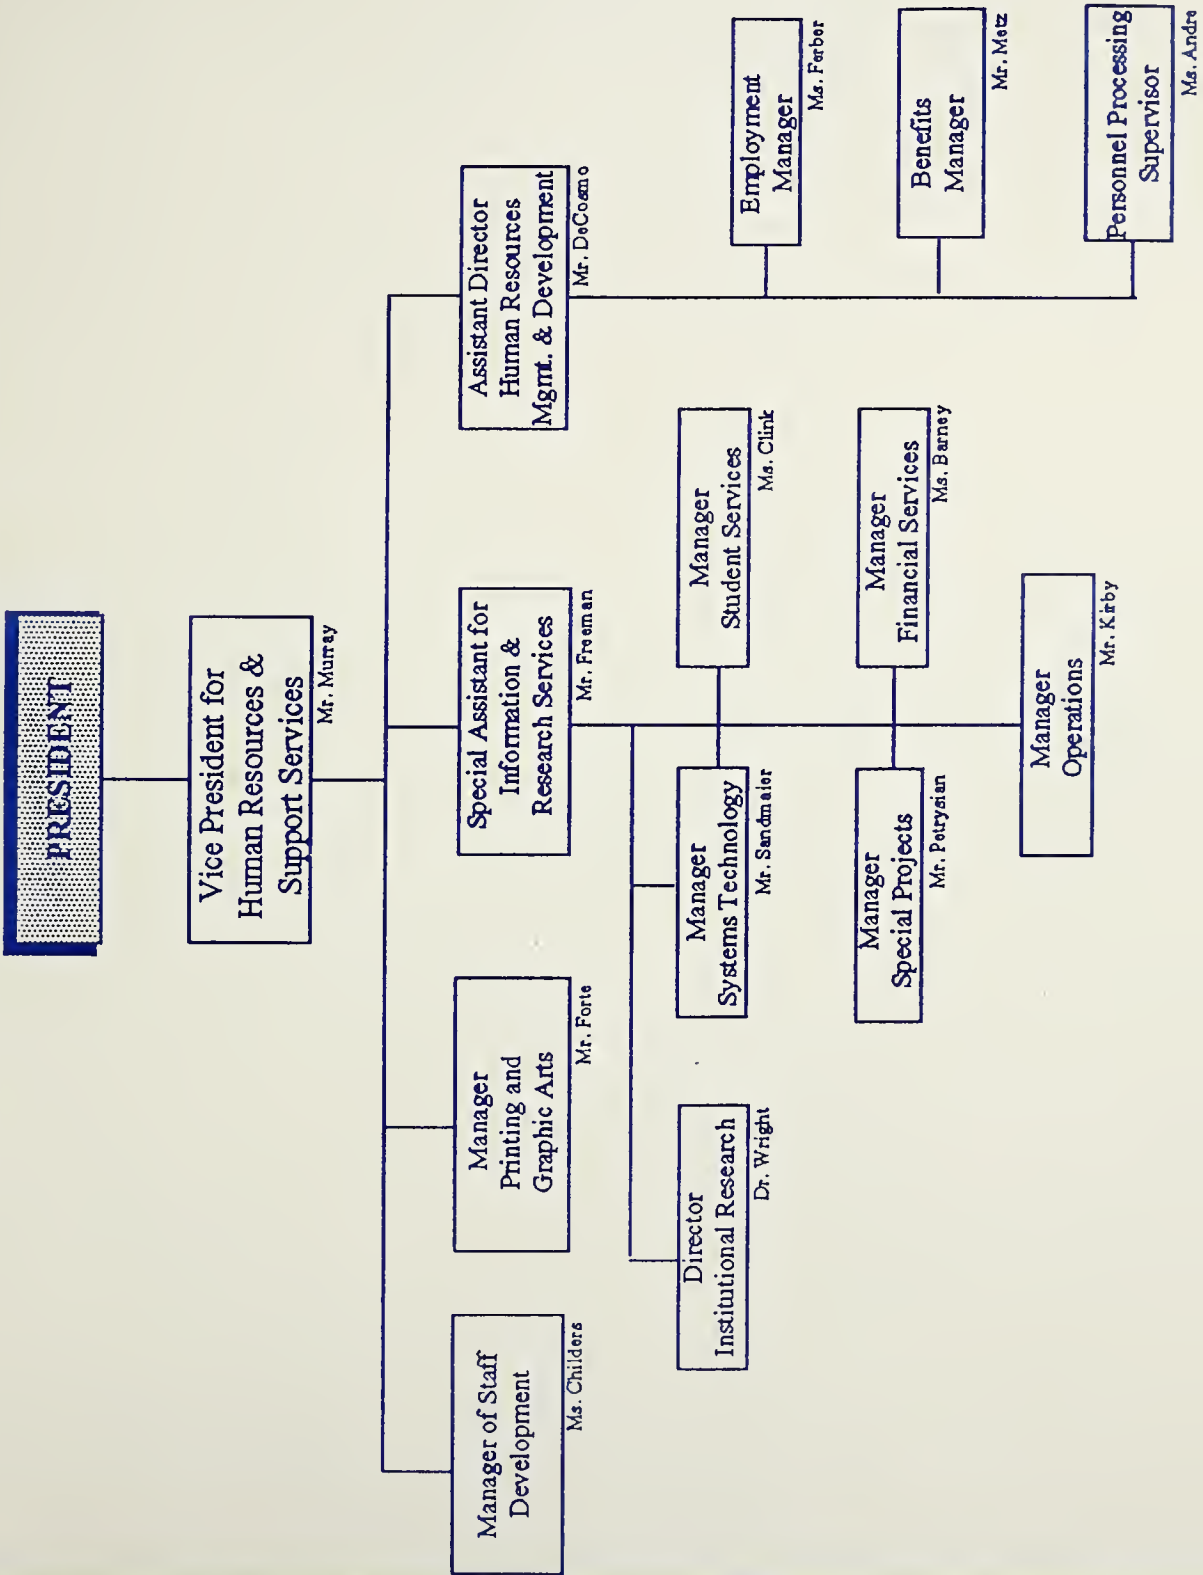 PRESIDENT
Vice President for
Human Resources &
Support Services
Mr. Murray
Manager of Staff
Development
Ms. Childers
Manager
Printing and
Graphic Arts
Mr. Forte
Special Assistant for
Information &
Research Services
Mr. Freeman
Assistant Director
Human Resources
Mgmt. & Development
Mr. DeCosmo
Director
Institutional Research
Dr. Wright
Manager
Systems Technology
Mr. Sandmaier
Manager
Student Services
Ms. Clink
Manager
Special Projects
Mr. Petrysian
Manager
Financial Services
Ms. Barney
Manager
Operations
Mr. Kirby
Employment
Manager
Ms. Ferber
Benefits
Manager
Mr. Metz
Personnel Processing
Supervisor
Ms. Andre